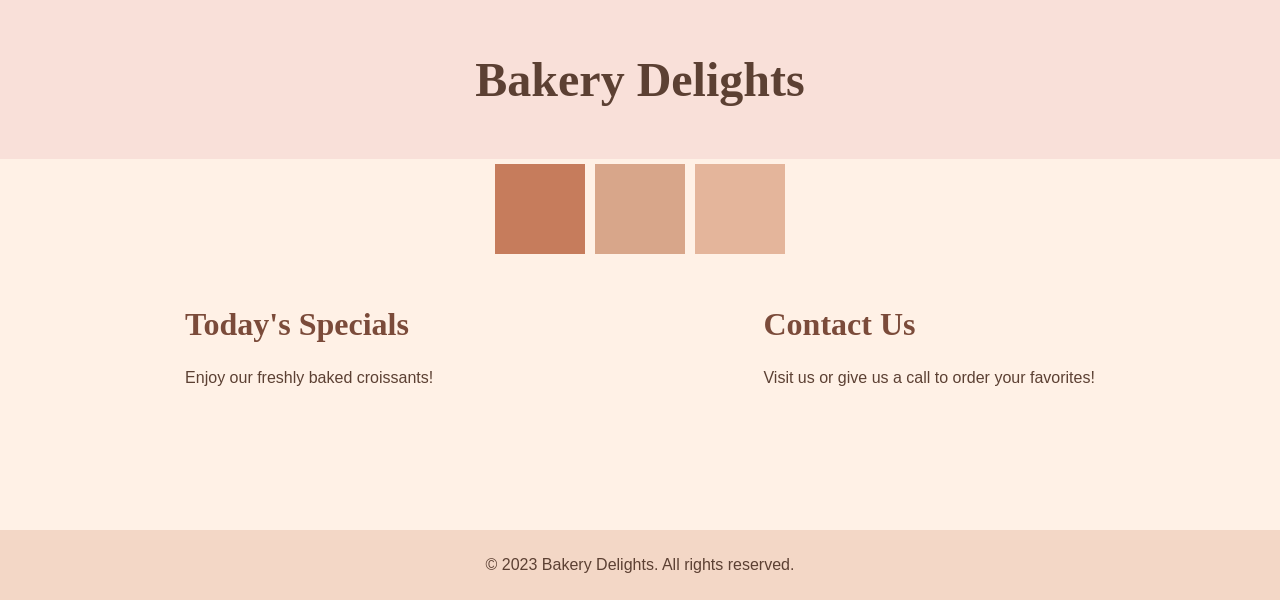 Bakery Delights
Today's Specials
Enjoy our freshly baked croissants!
Contact Us
Visit us or give us a call to order your favorites!
© 2023 Bakery Delights. All rights reserved.